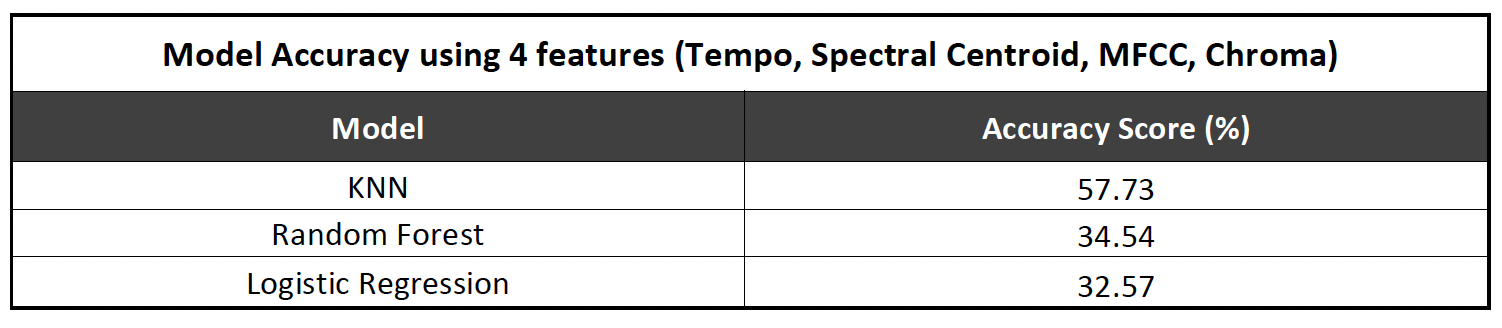 Model Accuracy using 4 features (Tempo, Spectral Centroid, MFCC, Chroma)
Model Accuracy Score (%)
KNN 57.73
Random Forest 34.54
Logistic Regression 32.57